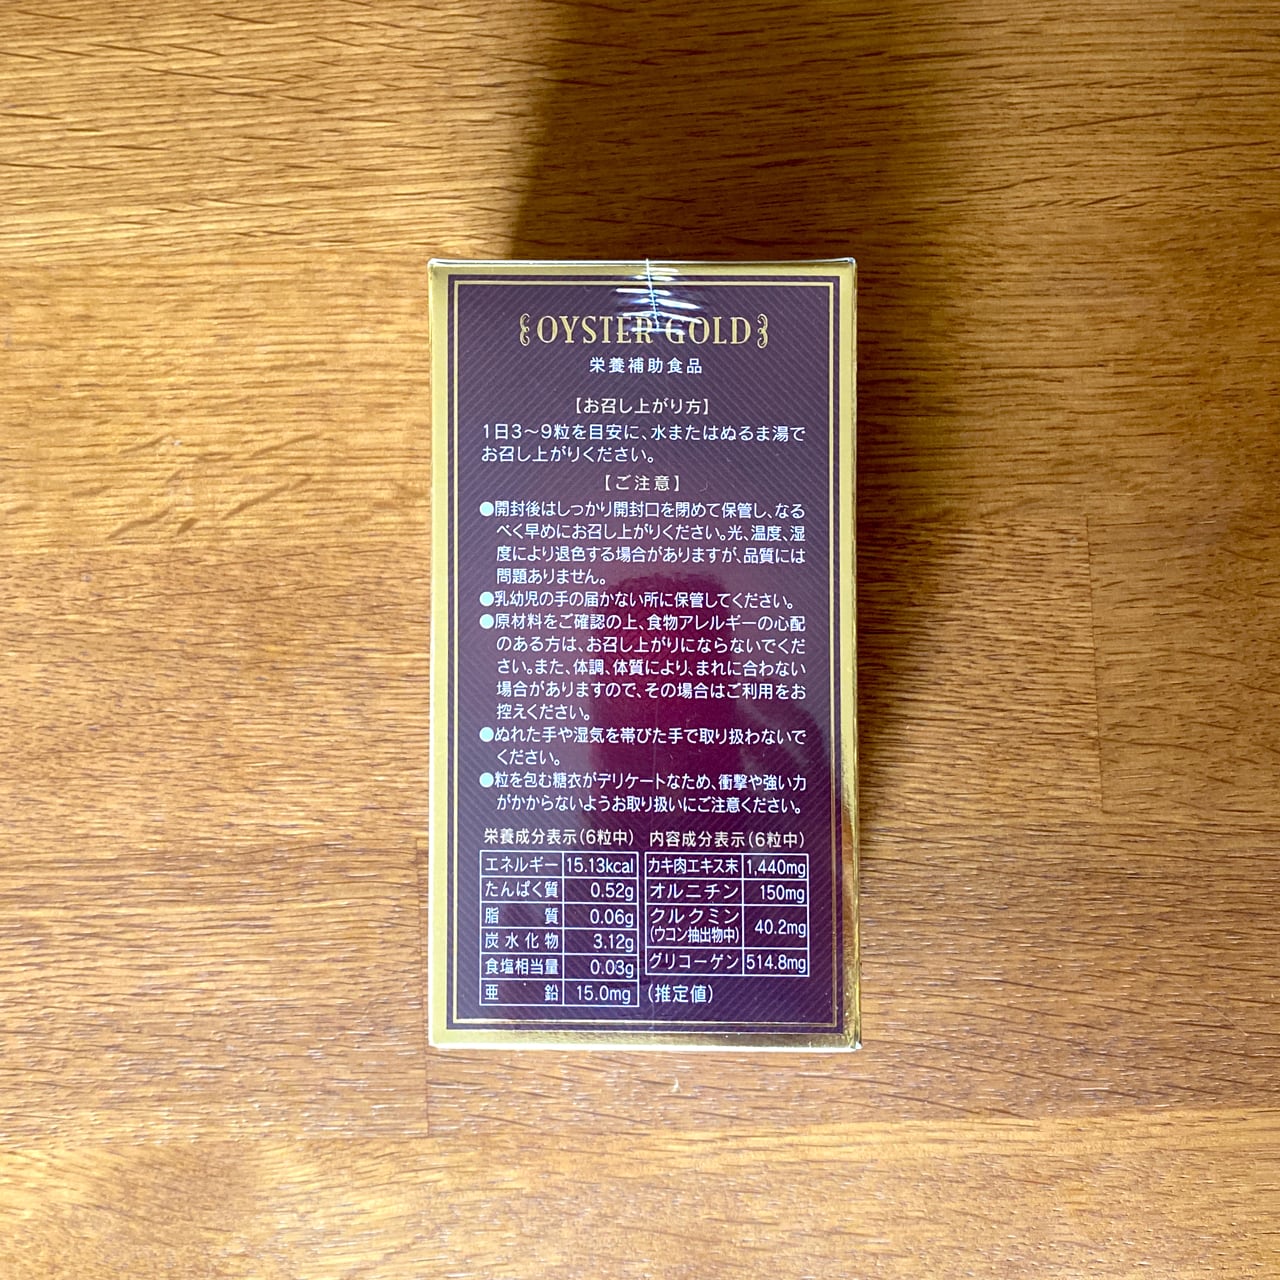 OYSTER GOLD
栄養補助食品
【お召し上がり方】
1日3〜9粒を目安に、水またはぬるま湯で
お召し上がりください。
【ご注意】
●開封後はしっかり開封口を閉めて保管し、なる
べく早めにお召し上がりください。光、温度、湿
度により退色する場合がありますが、品質には
問題ありません。
●乳幼児の手の届かない所に保管してください。
●原材料をご確認の上、食物アレルギーの心配
のある方は、お召し上がりにならないでくだ
さい。また、体調、体質により、まれに合わない
場合がありますので、その場合はご利用をお
控えください。
●ぬれた手や湿気を帯びた手で取り扱わないで
ください。
●粒を包む糖衣がデリケートなため、衝撃や強い力
がかからないようお取り扱いにご注意ください。
栄養成分表示(6粒中)
エネルギー 15.13kcal
たんぱく質 0.52g
脂質 0.06g
炭水化物 3.12g
食塩相当量 0.03g
亜鉛 15.0mg
内容成分表示(6粒中)
カキ肉エキス末 1,440mg
オルニチン 150mg
クルクミン
(ウコン抽出物中) 40.2mg
グリコーゲン 514.8mg
(推定値)